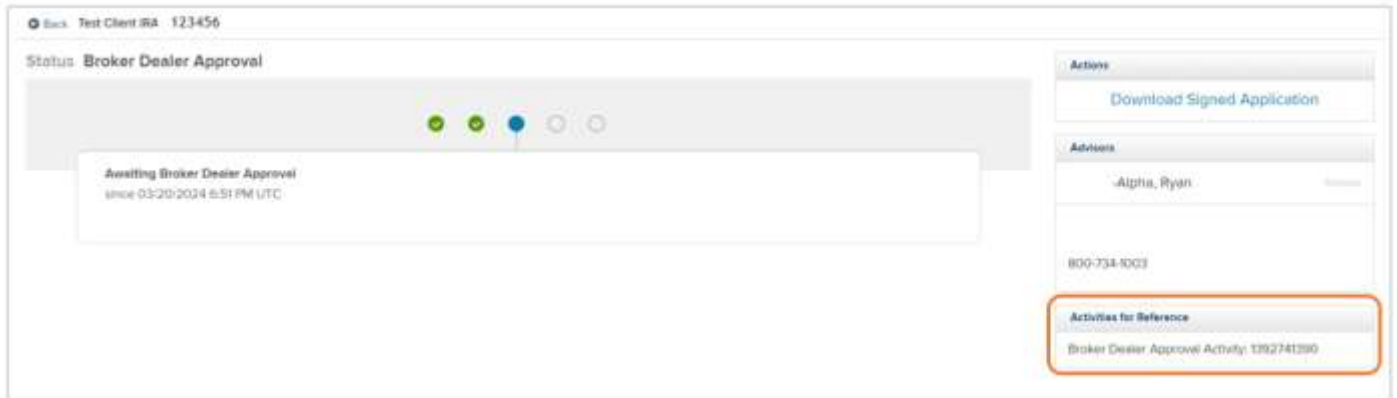 Back Test Client IRA 123456
Status Broker Dealer Approval
Awaiting Broker Dealer Approval
since 03/20/2024 6:51 PM UTC
Actions
Download Signed Application
Advisors
-Alpha, Ryan
800-734-1003
Activities for Reference
Broker Dealer Approval Activity: 1392741390